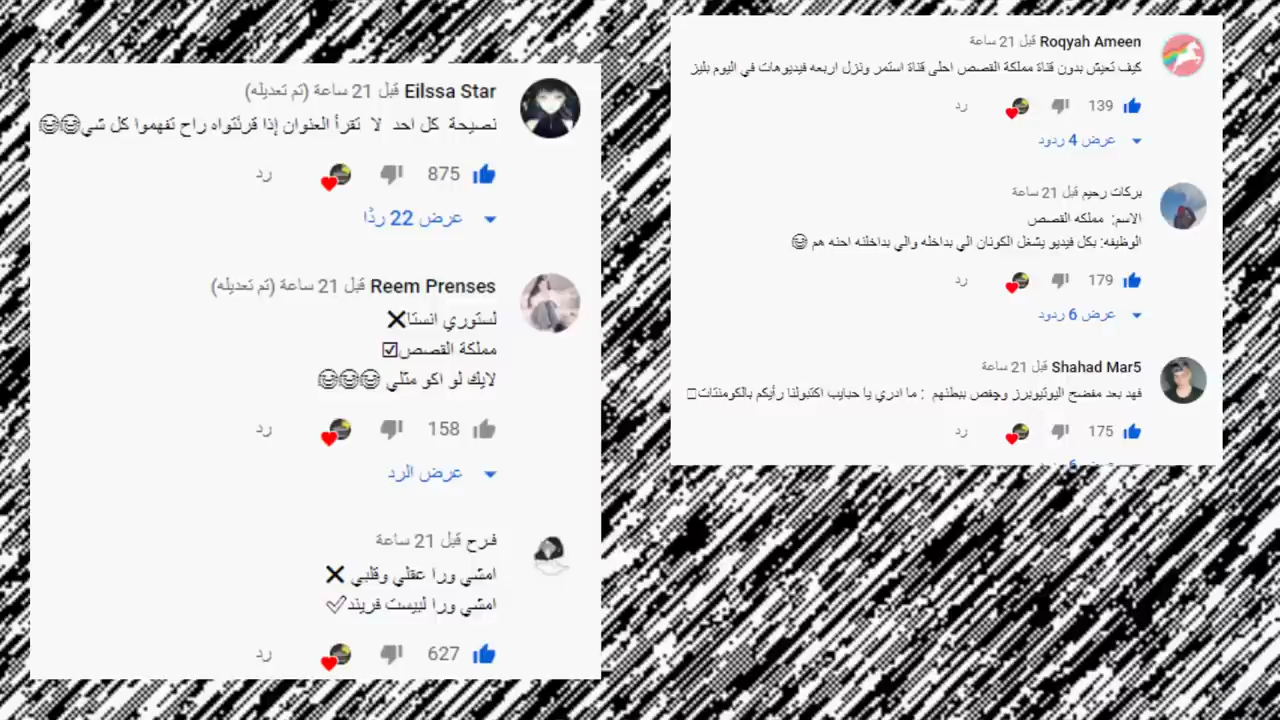 Eilssa Star قبل 21 ساعة (تم تعديله)
نصيحة كل احد لا تقرأ العنوان إذا قرئتواه راح تفهموا كل شي😂😂
875
رد
عرض 22 ردًا
Reem Prenses قبل 21 ساعة (تم تعديله)
لستوري انستا❌
مملكة القصص☑
لايك لو اكو مثلي 😂😂😂
158
رد
عرض الرد
فرح قبل 21 ساعة
امشي ورا عقلي وقلبي ❌
امشي ورا لبيست فريند✅
627
رد
Roqyah Ameen قبل 21 ساعة
كيف تعيش بدون قناة مملكة القصص احلى قناة استمر ونزل اربعه فيديوهات في اليوم بليز
139
رد
عرض 4 ردود
بركات رحيم قبل 21 ساعة
الاسم: مملكه القصص
الوظيفه: بكل فيديو يشغل الكونان الي بداخله والي بداخلنه احنه هم 😂
179
رد
عرض 6 ردود
Shahad Mar5 قبل 21 ساعة
فهد بعد مفضح اليوتيوبرز وچفص ببطنهم : ما ادري يا حبايب اكتبولنا رأيكم بالكومنتات
175
رد